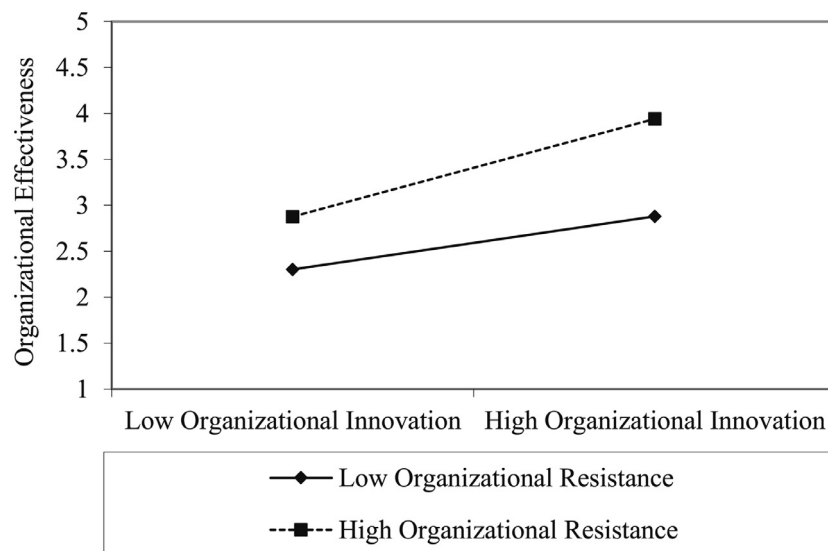 5
4.5
4
3.5
3
2.5
2
1.5
1
Organizational Effectiveness
Low Organizational Innovation High Organizational Innovation
Low Organizational Resistance
High Organizational Resistance